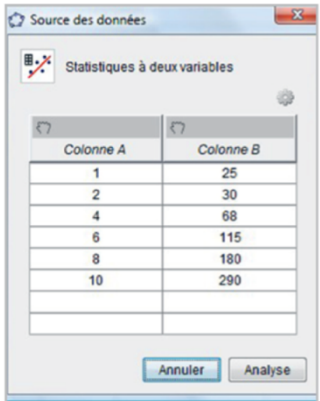 Source des données
Statistiques à deux variables
Colonne A Colonne B
1 25
2 30
4 68
6 115
8 180
10 290
Annuler Analyse